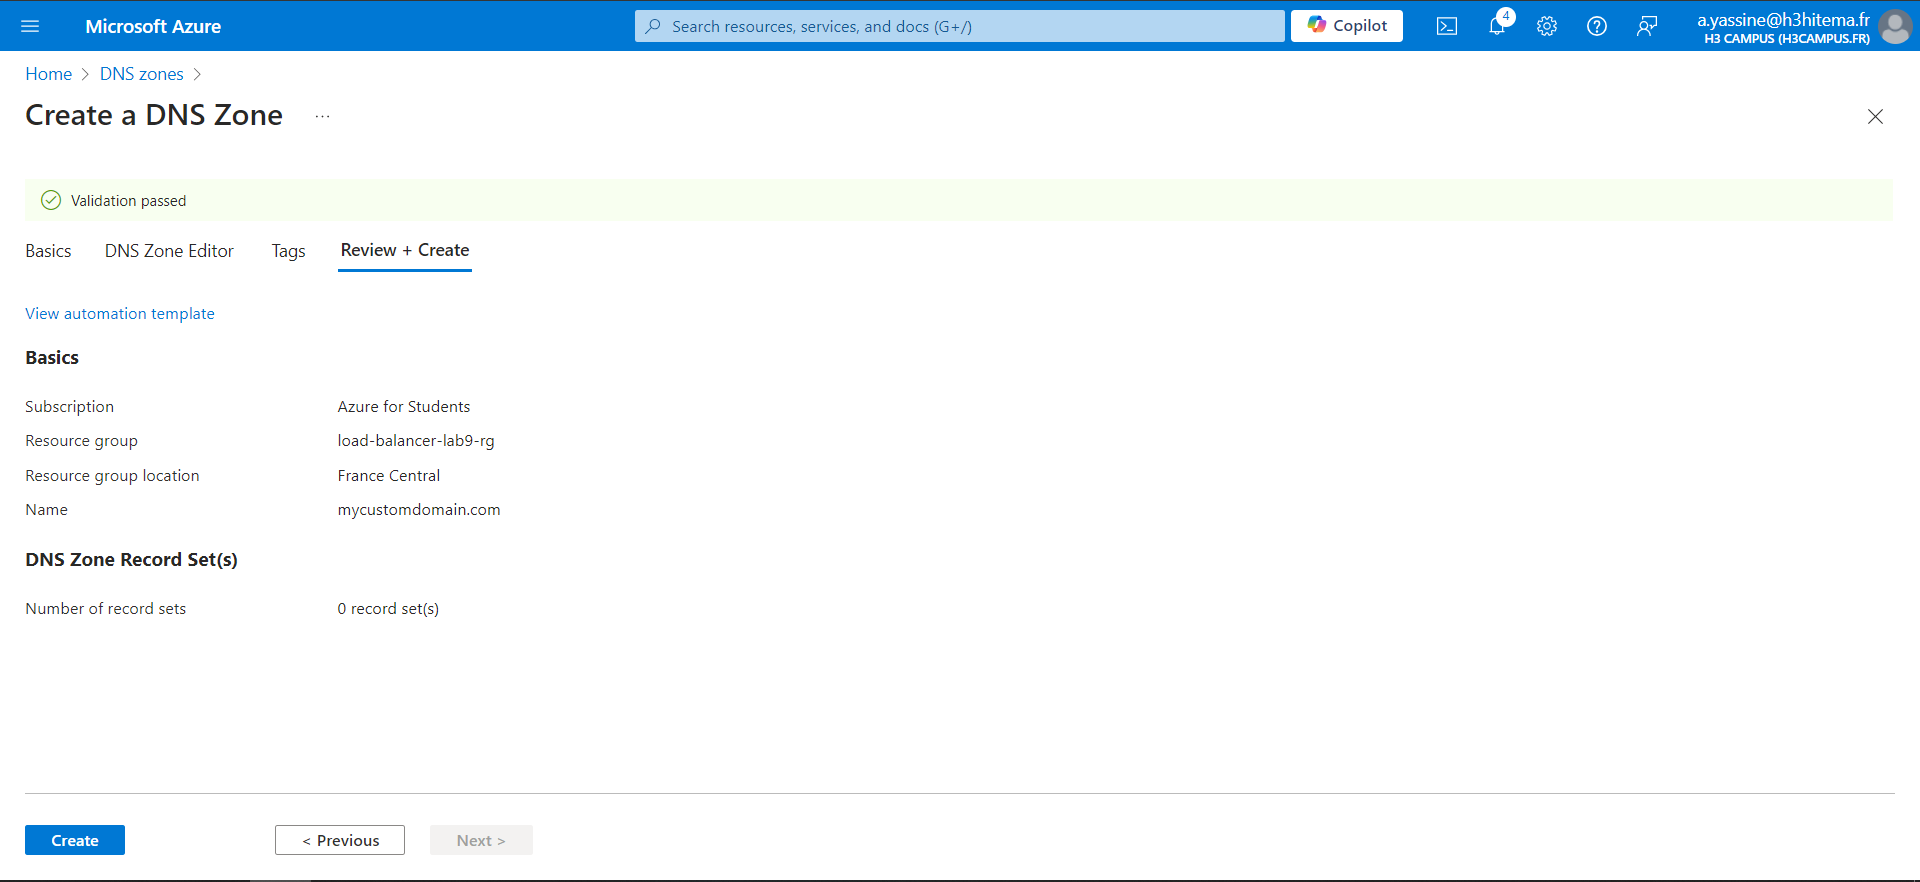 Microsoft Azure
Search resources, services, and docs (G+/)
Copilot
4
a.yassine@h3hitema.fr
H3 CAMPUS (H3CAMPUS.FR)
Home > DNS zones >
Create a DNS Zone ...
Validation passed
Basics DNS Zone Editor Tags Review + Create
View automation template
Basics
Subscription Azure for Students
Resource group load-balancer-lab9-rg
Resource group location France Central
Name mycustomdomain.com
DNS Zone Record Set(s)
Number of record sets 0 record set(s)
Create < Previous Next >